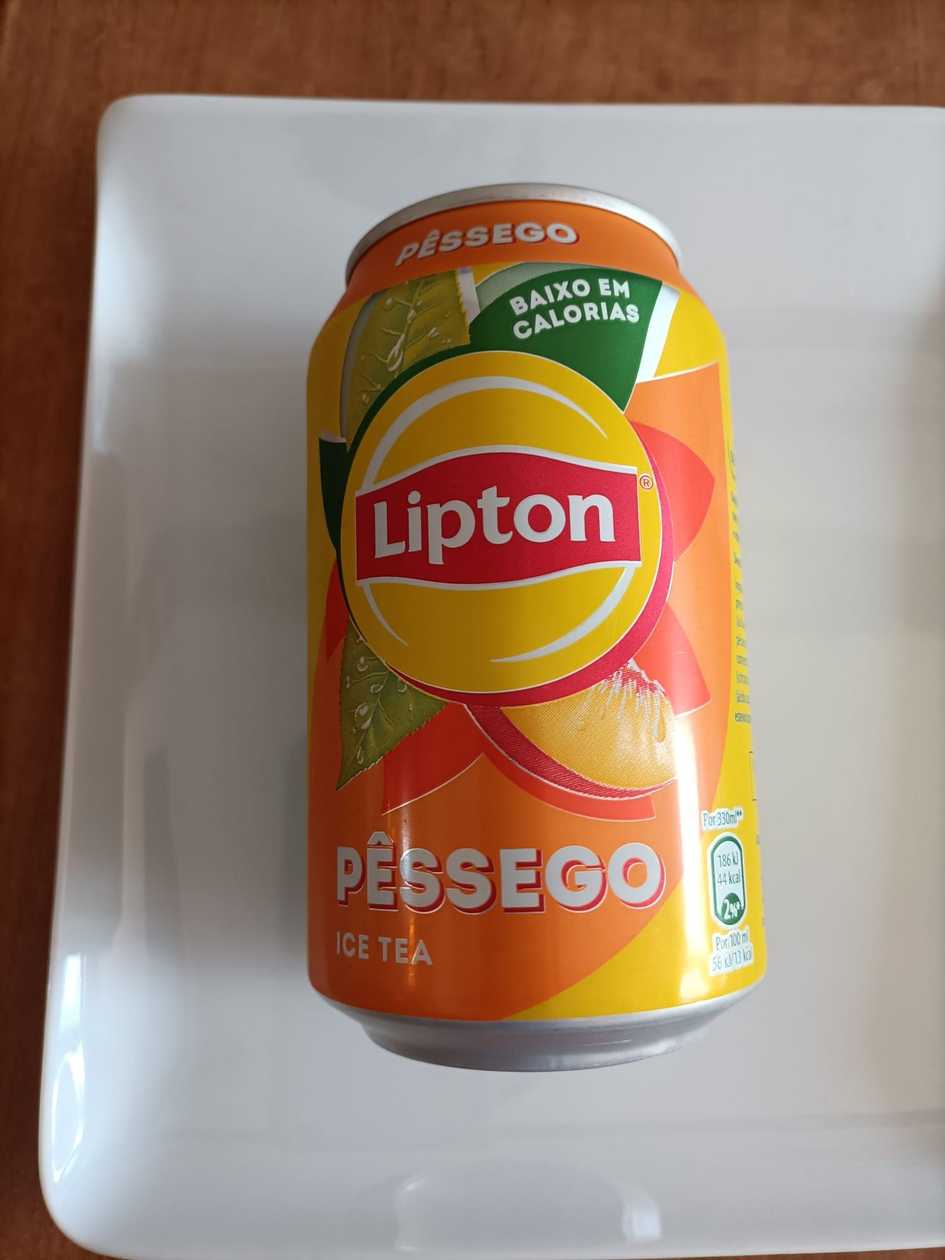 PÊSSEGO
BAIXO EM
CALORIAS
Lipton
®
PÊSSEGO
ICE TEA
Por 330ml**
186 kJ
44 kcal
2%*
Por 100 ml
56 kJ/13 kcal